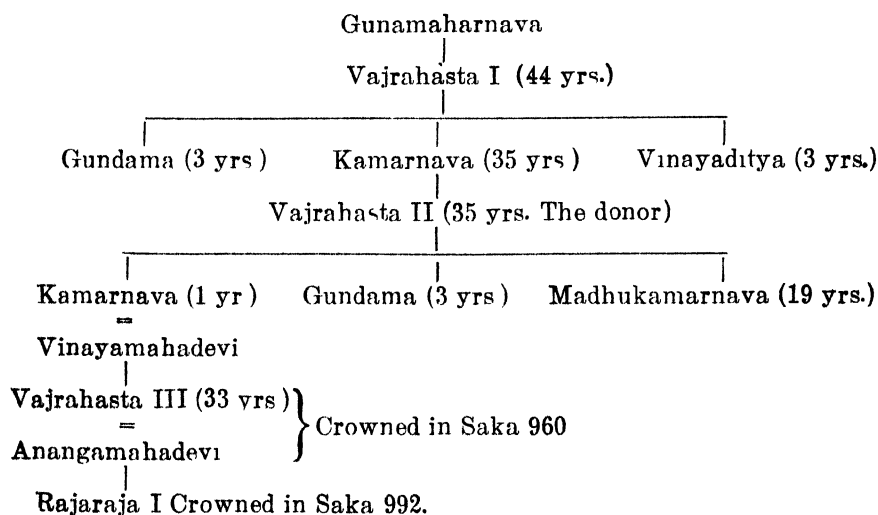 Gunamaharnava
Vajrahasta I (44 yrs.)
Gundama (3 yrs ) Kamarnava (35 yrs ) Vinayaditya (3 yrs.)
Vajrahasta II (35 yrs. The donor)
Kamarnava (1 yr ) Gundama (3 yrs ) Madhukamarnava (19 yrs.)
=
Vinayamahadevi
Vajrahasta III (33 yrs )
=
Crowned in Saka 960
Anangamahadevi
Rajaraja I Crowned in Saka 992.